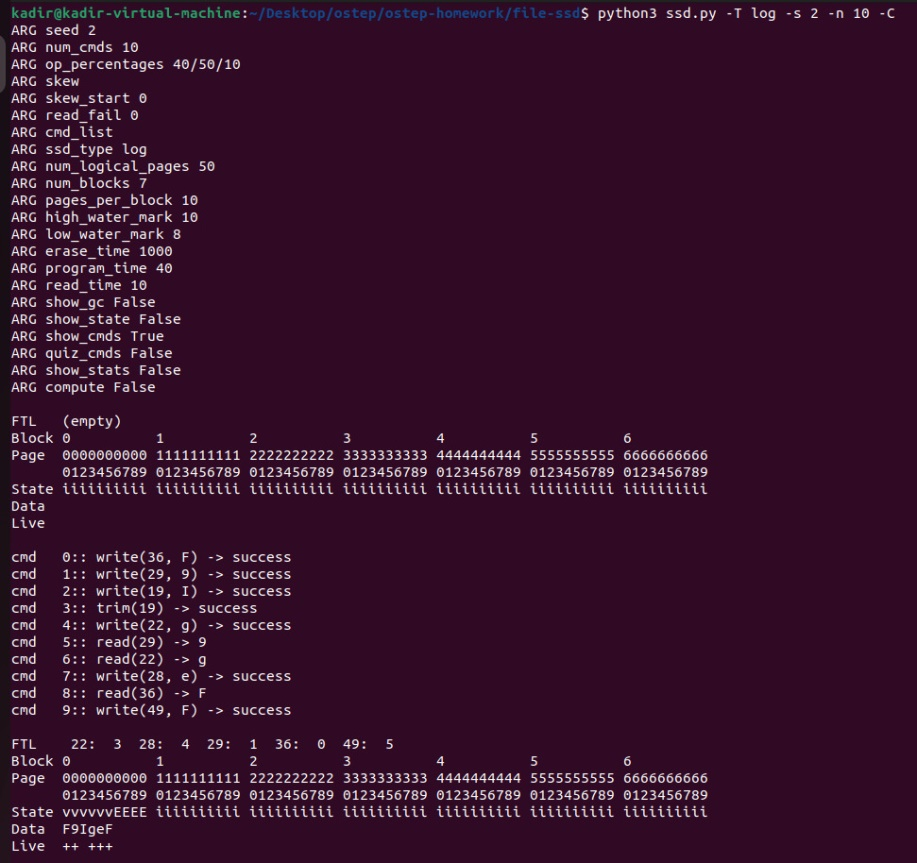 kadir@kadir-virtual-machine:~/Desktop/ostep/ostep-homework/file-ssd$ python3 ssd.py -T log -s 2 -n 10 -C
ARG seed 2
ARG num_cmds 10
ARG op_percentages 40/50/10
ARG skew
ARG skew_start 0
ARG read_fail 0
ARG cmd_list
ARG ssd_type log
ARG num_logical_pages 50
ARG num_blocks 7
ARG pages_per_block 10
ARG high_water_mark 10
ARG low_water_mark 8
ARG erase_time 1000
ARG program_time 40
ARG read_time 10
ARG show_gc False
ARG show_state False
ARG show_cmds True
ARG quiz_cmds False
ARG show_stats False
ARG compute False

FTL   (empty)
Block 0          1          2          3          4          5          6
Page  0000000000 1111111111 2222222222 3333333333 4444444444 5555555555 6666666666
      0123456789 0123456789 0123456789 0123456789 0123456789 0123456789 0123456789
State iiiiiiiiii iiiiiiiiii iiiiiiiiii iiiiiiiiii iiiiiiiiii iiiiiiiiii iiiiiiiiii
Data
Live

cmd   0:: write(36, F) -> success
cmd   1:: write(29, 9) -> success
cmd   2:: write(19, I) -> success
cmd   3:: trim(19) -> success
cmd   4:: write(22, g) -> success
cmd   5:: read(29) -> 9
cmd   6:: read(22) -> g
cmd   7:: write(28, e) -> success
cmd   8:: read(36) -> F
cmd   9:: write(49, F) -> success

FTL    22:  3  28:  4  29:  1  36:  0  49:  5
Block 0          1          2          3          4          5          6
Page  0000000000 1111111111 2222222222 3333333333 4444444444 5555555555 6666666666
      0123456789 0123456789 0123456789 0123456789 0123456789 0123456789 0123456789
State vvvvvvEEEE iiiiiiiiii iiiiiiiiii iiiiiiiiii iiiiiiiiii iiiiiiiiii iiiiiiiiii
Data  F9IgeF
Live  ++ +++